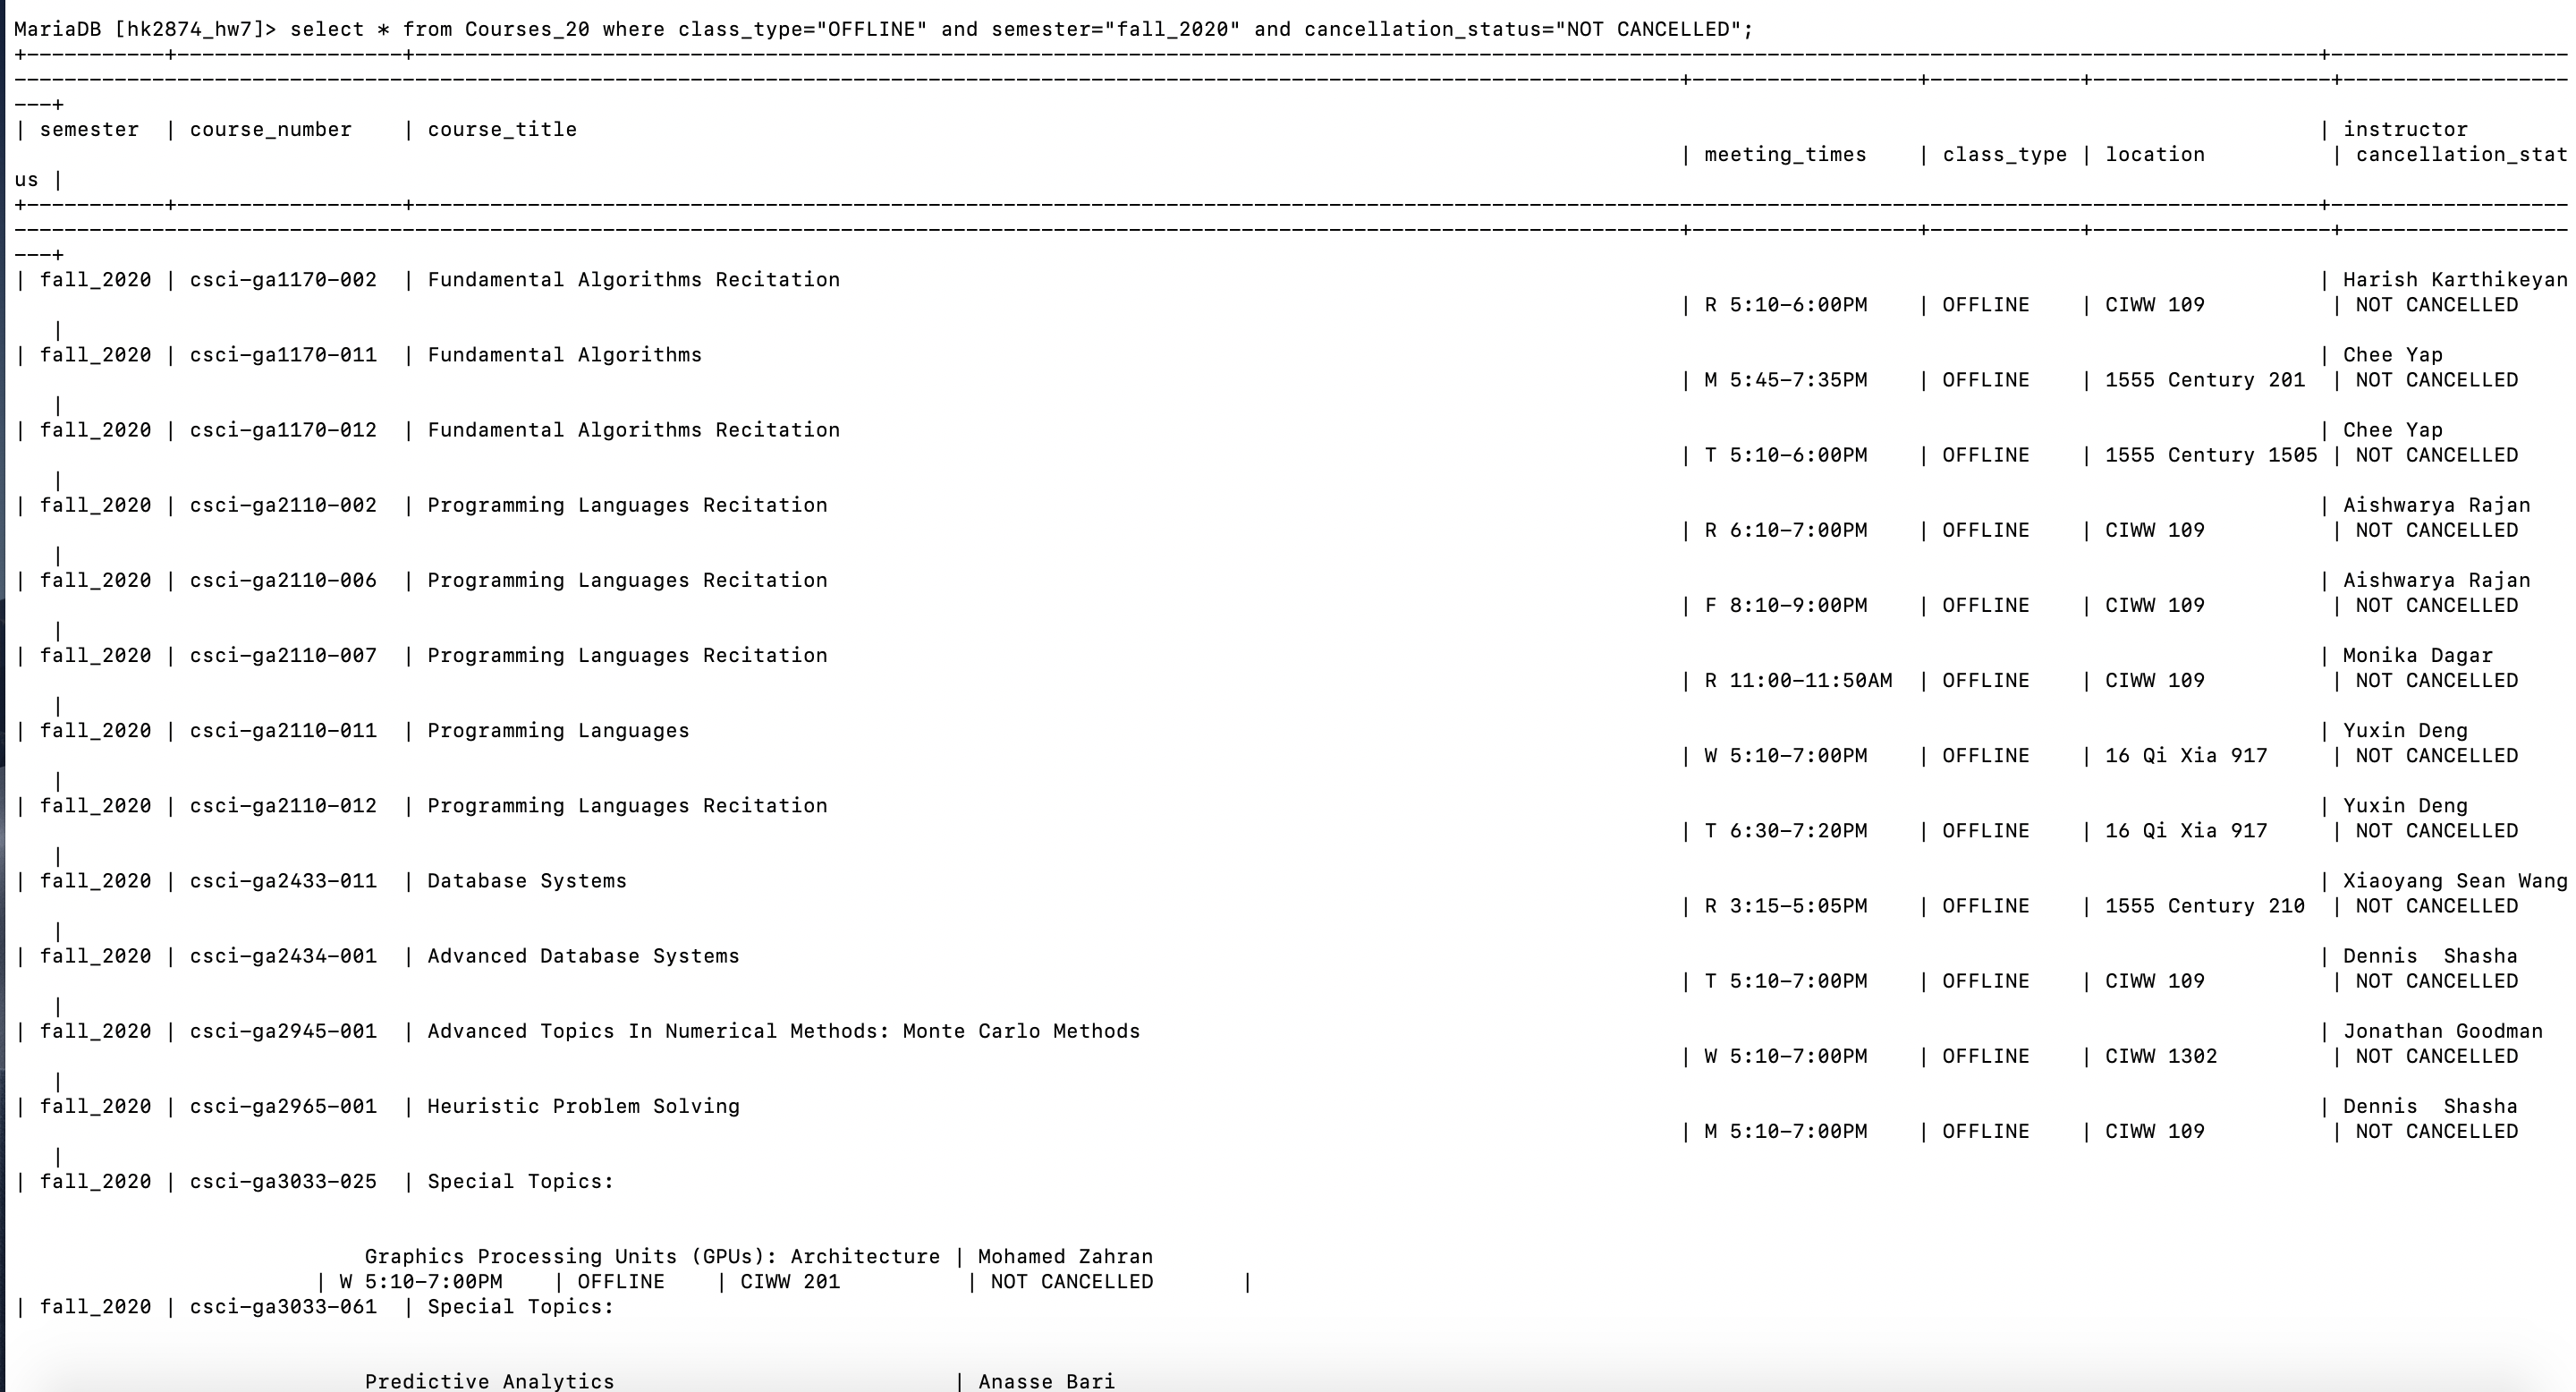 MariaDB [hk2874_hw7]> select * from Courses_20 where class_type="OFFLINE" and semester="fall_2020" and cancellation_status="NOT CANCELLED";
| semester | course_number | course_title | instructor
| meeting_times | class_type | location | cancellation_stat
us |
| fall_2020 | csci-ga1170-002 | Fundamental Algorithms Recitation | Harish Karthikeyan
| R 5:10-6:00PM | OFFLINE | CIWW 109 | NOT CANCELLED
|
| fall_2020 | csci-ga1170-011 | Fundamental Algorithms | Chee Yap
| M 5:45-7:35PM | OFFLINE | 1555 Century 201 | NOT CANCELLED
|
| fall_2020 | csci-ga1170-012 | Fundamental Algorithms Recitation | Chee Yap
| T 5:10-6:00PM | OFFLINE | 1555 Century 1505 | NOT CANCELLED
|
| fall_2020 | csci-ga2110-002 | Programming Languages Recitation | Aishwarya Rajan
| R 6:10-7:00PM | OFFLINE | CIWW 109 | NOT CANCELLED
|
| fall_2020 | csci-ga2110-006 | Programming Languages Recitation | Aishwarya Rajan
| F 8:10-9:00PM | OFFLINE | CIWW 109 | NOT CANCELLED
|
| fall_2020 | csci-ga2110-007 | Programming Languages Recitation | Monika Dagar
| R 11:00-11:50AM | OFFLINE | CIWW 109 | NOT CANCELLED
|
| fall_2020 | csci-ga2110-011 | Programming Languages | Yuxin Deng
| W 5:10-7:00PM | OFFLINE | 16 Qi Xia 917 | NOT CANCELLED
|
| fall_2020 | csci-ga2110-012 | Programming Languages Recitation | Yuxin Deng
| T 6:30-7:20PM | OFFLINE | 16 Qi Xia 917 | NOT CANCELLED
|
| fall_2020 | csci-ga2433-011 | Database Systems | Xiaoyang Sean Wang
| R 3:15-5:05PM | OFFLINE | 1555 Century 210 | NOT CANCELLED
|
| fall_2020 | csci-ga2434-001 | Advanced Database Systems | Dennis  Shasha
| T 5:10-7:00PM | OFFLINE | CIWW 109 | NOT CANCELLED
|
| fall_2020 | csci-ga2945-001 | Advanced Topics In Numerical Methods: Monte Carlo Methods | Jonathan Goodman
| W 5:10-7:00PM | OFFLINE | CIWW 1302 | NOT CANCELLED
|
| fall_2020 | csci-ga2965-001 | Heuristic Problem Solving | Dennis  Shasha
| M 5:10-7:00PM | OFFLINE | CIWW 109 | NOT CANCELLED
|
| fall_2020 | csci-ga3033-025 | Special Topics:
Graphics Processing Units (GPUs): Architecture | Mohamed Zahran
| W 5:10-7:00PM | OFFLINE | CIWW 201 | NOT CANCELLED |
| fall_2020 | csci-ga3033-061 | Special Topics:
Predictive Analytics | Anasse Bari